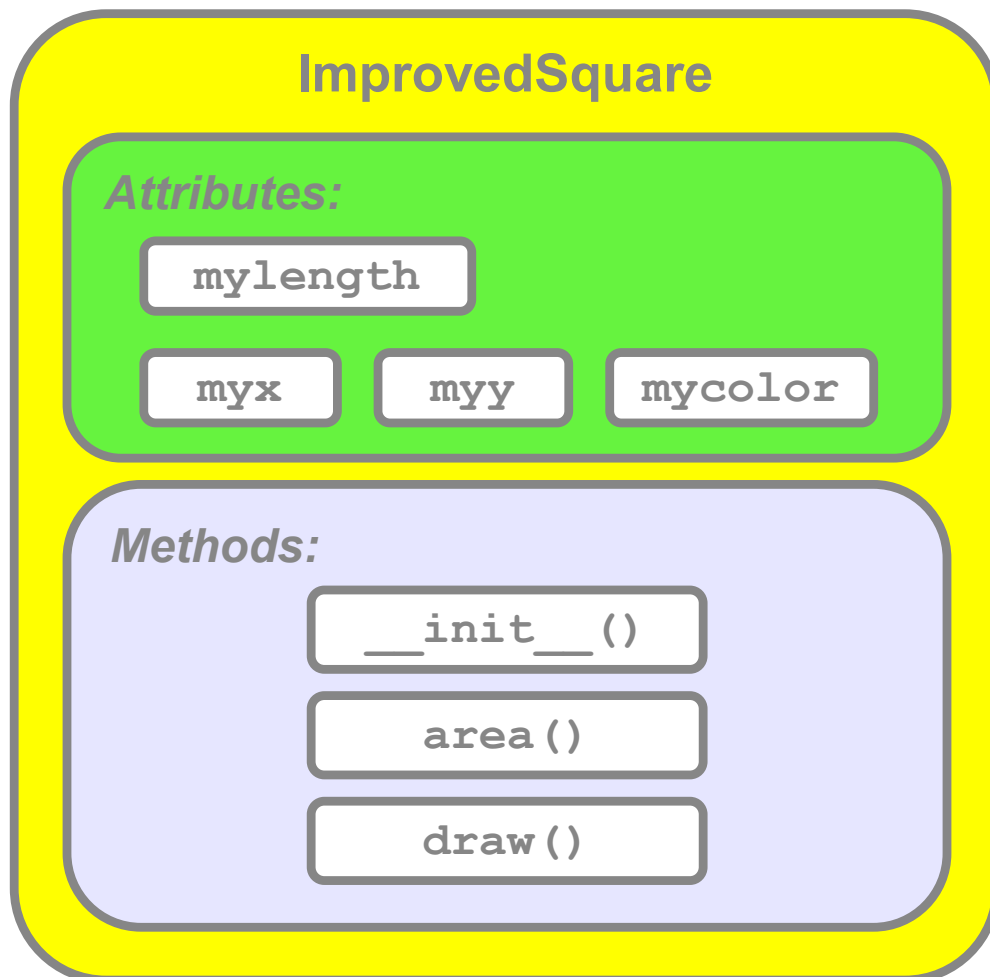 ImprovedSquare
Attributes:
mylength
myx myy mycolor
Methods:
__init__()
area()
draw()